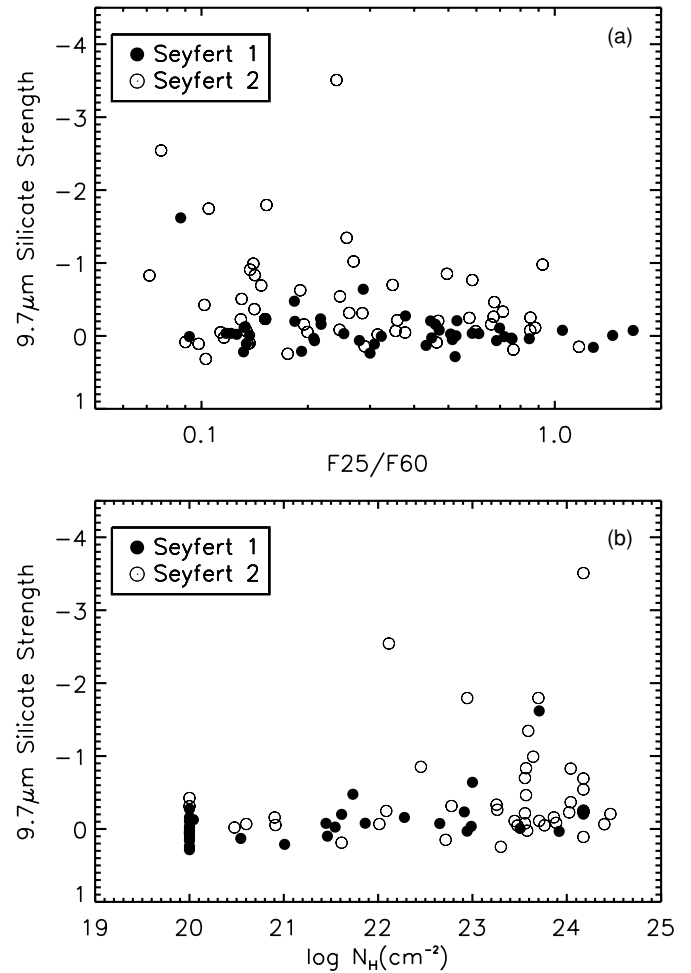 (a)
Seyfert 1
Seyfert 2
-4
-3
-2
-1
0
1
9.7μm Silicate Strength
0.1
1.0
F25/F60
(b)
Seyfert 1
Seyfert 2
-4
-3
-2
-1
0
1
9.7μm Silicate Strength
19
20
21
22
23
24
25
log N_H(cm⁻²)